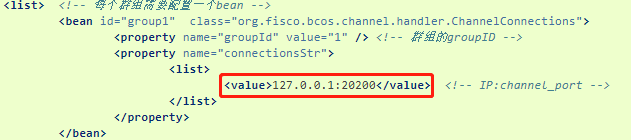 <list>  <!-- 每个群组需要配置一个bean -->
<bean id="group1"  class="org.fisco.bcos.channel.handler.ChannelConnections">
<property name="groupId" value="1" /> <!-- 群组的groupID -->
<property name="connectionsStr">
<list>
<value>127.0.0.1:20200</value>  <!-- IP:channel_port -->
</list>
</property>
</bean>